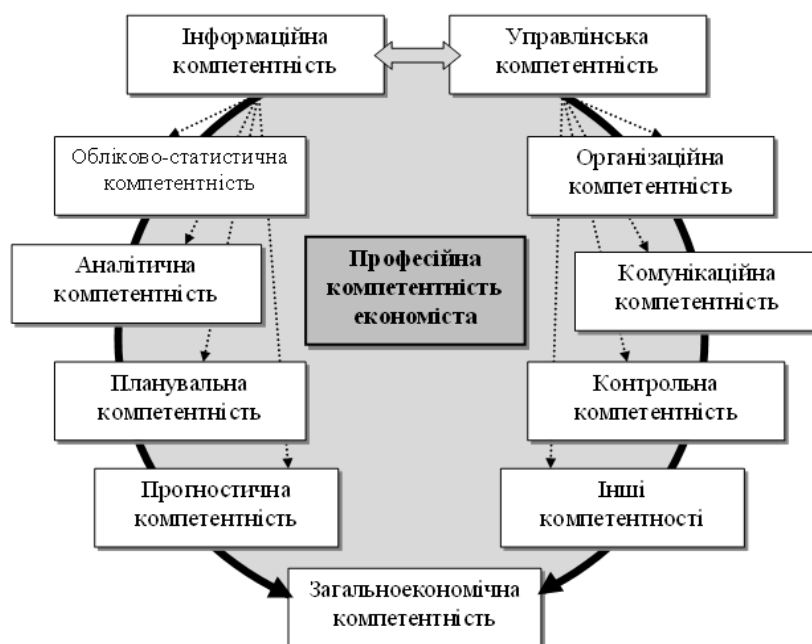 Інформаційна
компетентність
Управлінська
компетентність
Обліково-статистична
компетентність
Організаційна
компетентність
Аналітична
компетентність
Професійна
компетентність
економіста
Комунікаційна
компетентність
Планувальна
компетентність
Контрольна
компетентність
Прогностична
компетентність
Інші
компетентності
Загальноекономічна
компетентність